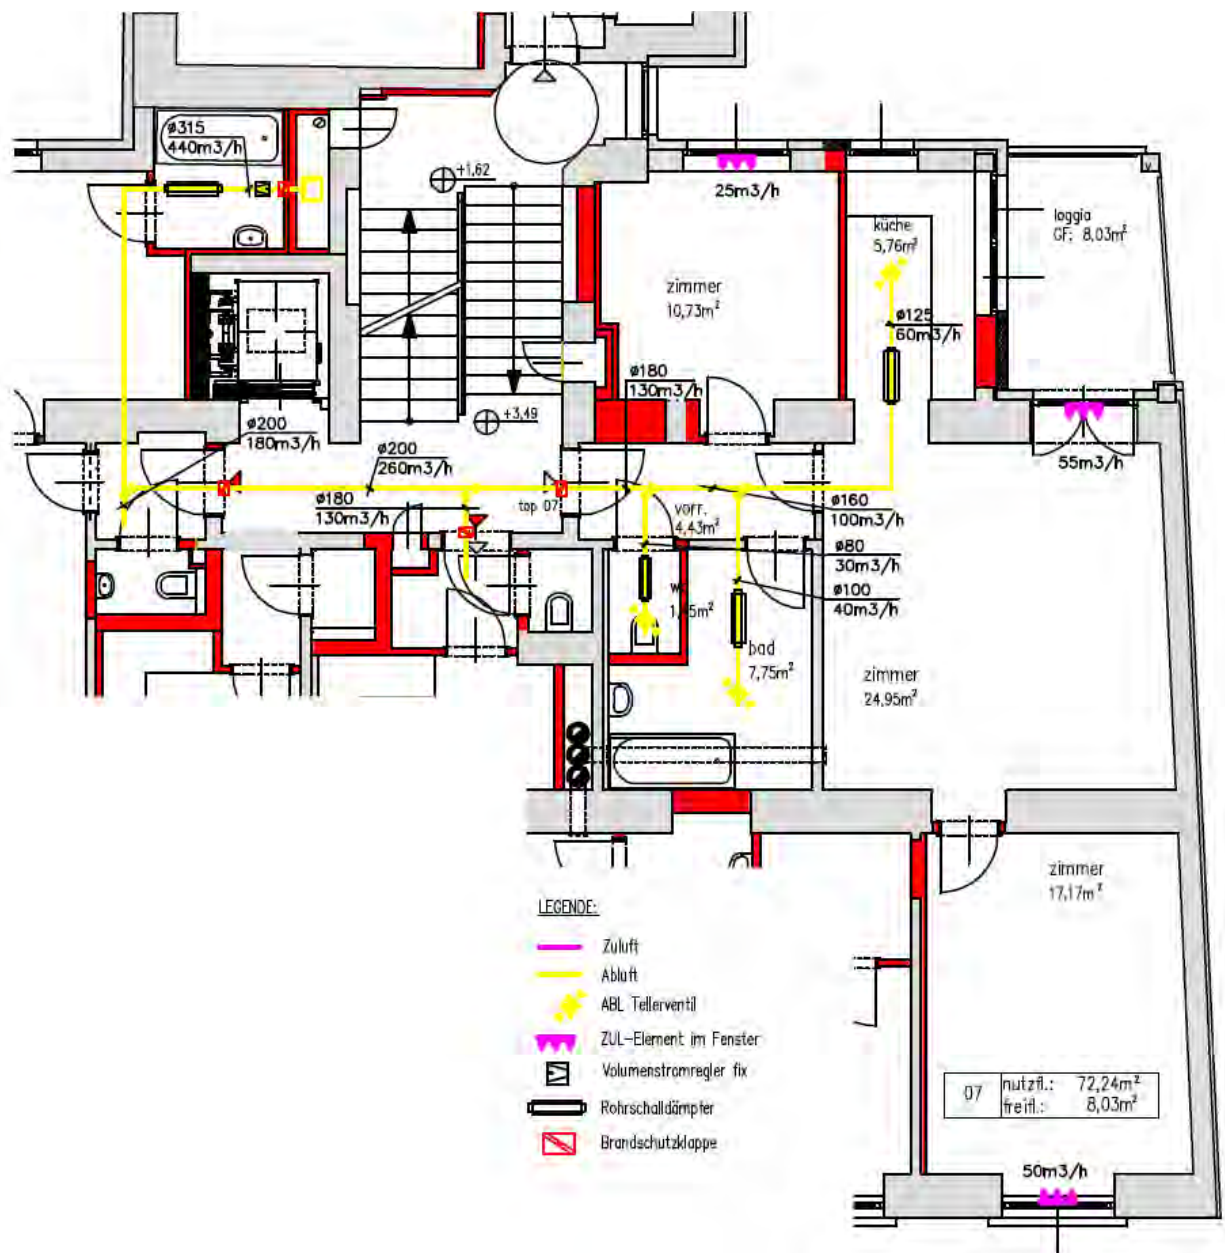 ø315
440m3/h
+1,62
25m3/h
küche
5,76m²
loggia
GF: 8,03m²
zimmer
10,73m²
ø125
60m3/h
ø180
130m3/h
+3,49
ø200
180m3/h
ø200
260m3/h
55m3/h
ø180
130m3/h
top 07
vorr.
4,43m²
ø160
100m3/h
ø80
30m3/h
ø100
40m3/h
bad
7,75m²
zimmer
24,95m²
zimmer
17,17m²
LEGENDE:
Zuluft
Abluft
ABL Tellerventil
ZUL-Element im Fenster
Volumenstromregler fix
Rohrschalldämpfer
Brandschutzklappe
07
nutzfl.: 72,24m²
freifl.: 8,03m²
50m3/h